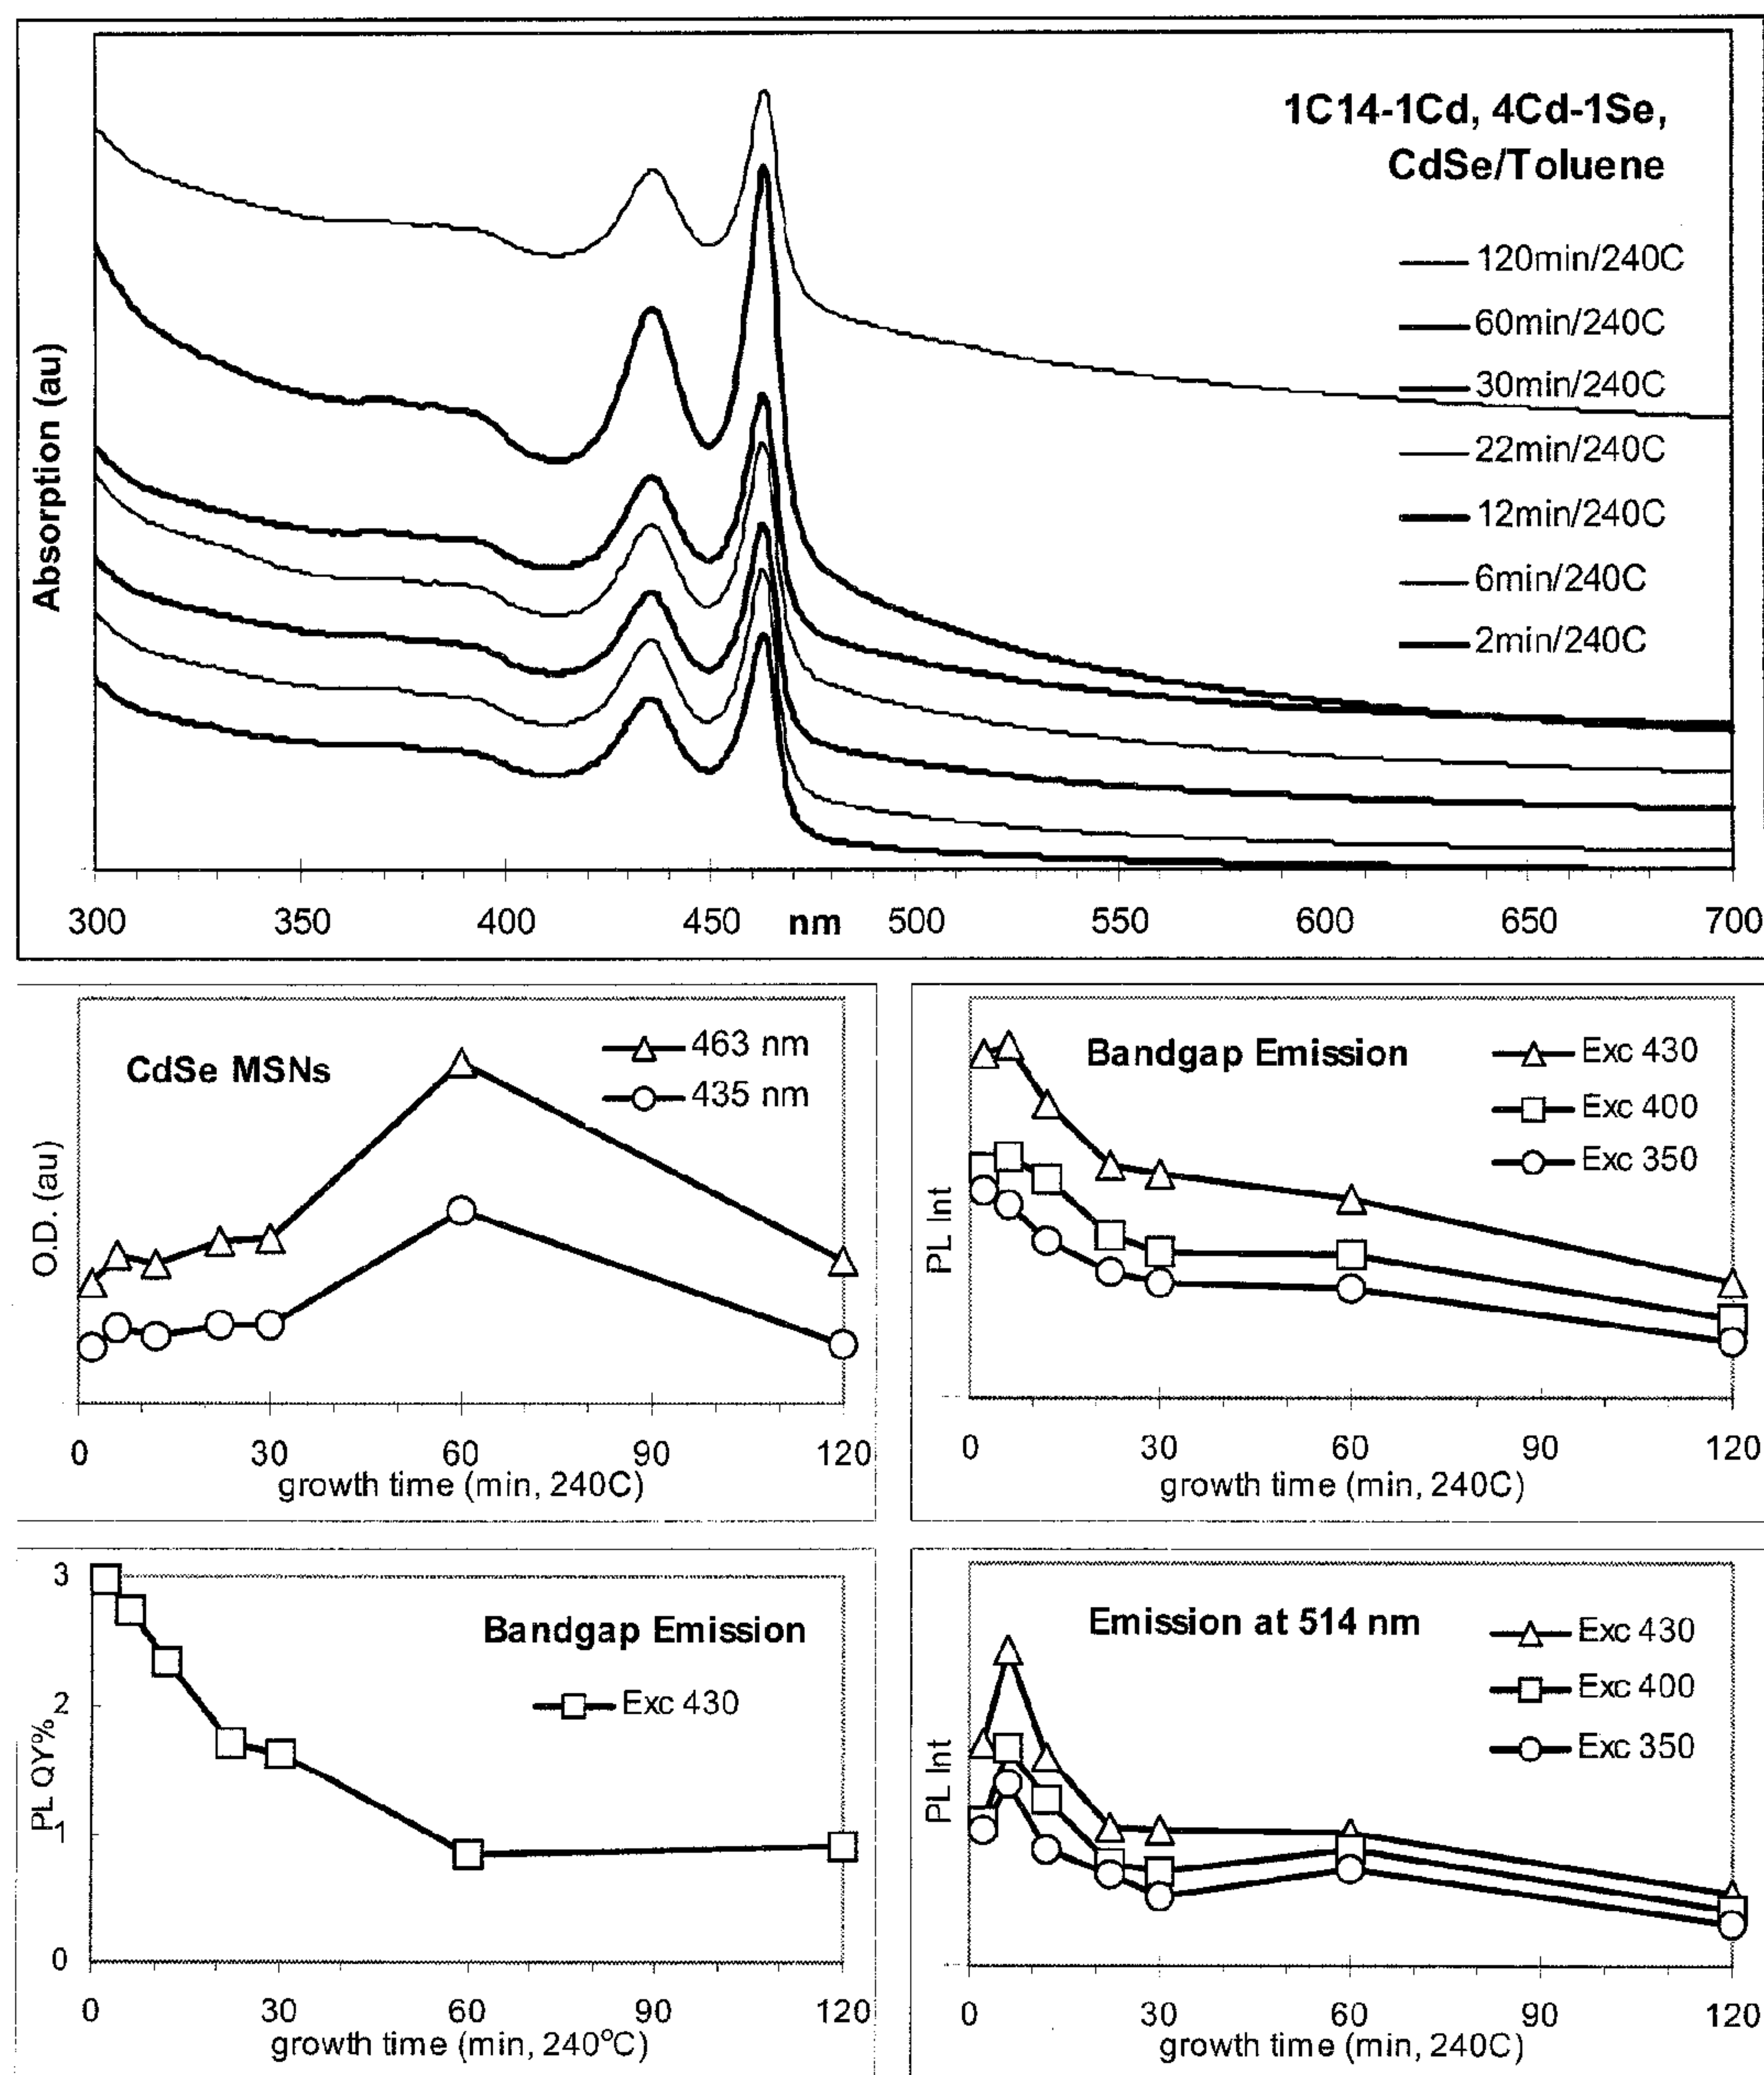 1C14-1Cd, 4Cd-1Se,
CdSe/Toluene
120min/240C
60min/240C
30min/240C
22min/240C
12min/240C
6min/240C
2min/240C
Absorption (au)
300 350 400 450 nm 500 550 600 650 700
CdSe MSNs
463 nm
435 nm
O.D. (au)
0 30 60 90 120
growth time (min, 240C)
Bandgap Emission
Exc 430
Exc 400
Exc 350
PL Int
0 30 60 90 120
growth time (min, 240C)
3
2
1
0
Bandgap Emission
Exc 430
PL QY%
0 30 60 90 120
growth time (min, 240°C)
Emission at 514 nm
Exc 430
Exc 400
Exc 350
PL Int
0 30 60 90 120
growth time (min, 240C)